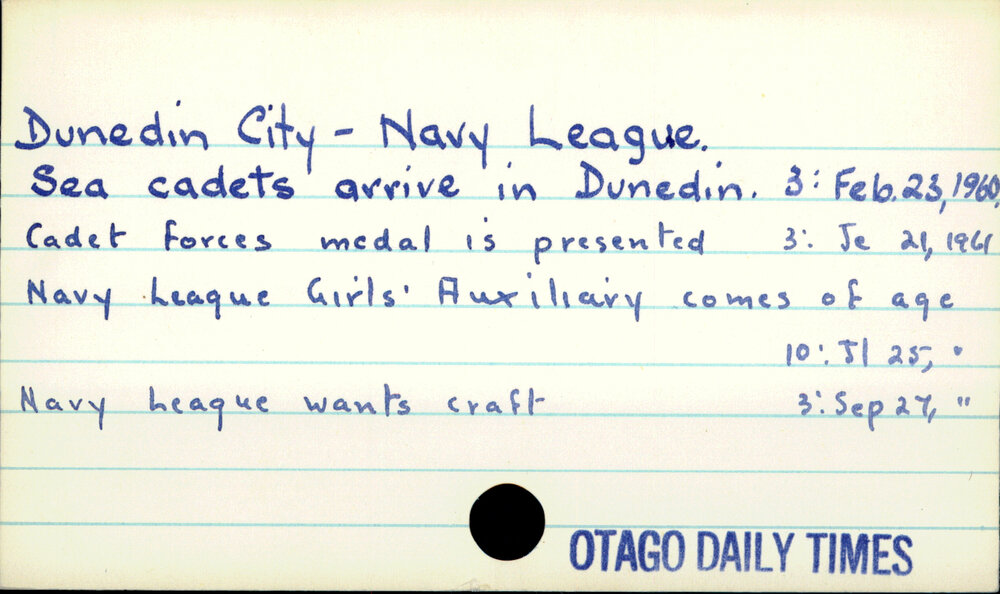 Dunedin City - Navy League.
Sea cadets arrive in Dunedin. 3: Feb. 23, 1960,
Cadet forces medal is presented 3: Je 21, 1961
Navy League Girls' Auxiliary comes of age
10: Jl 25, "
Navy League wants craft 3: Sep 27, "
OTAGO DAILY TIMES